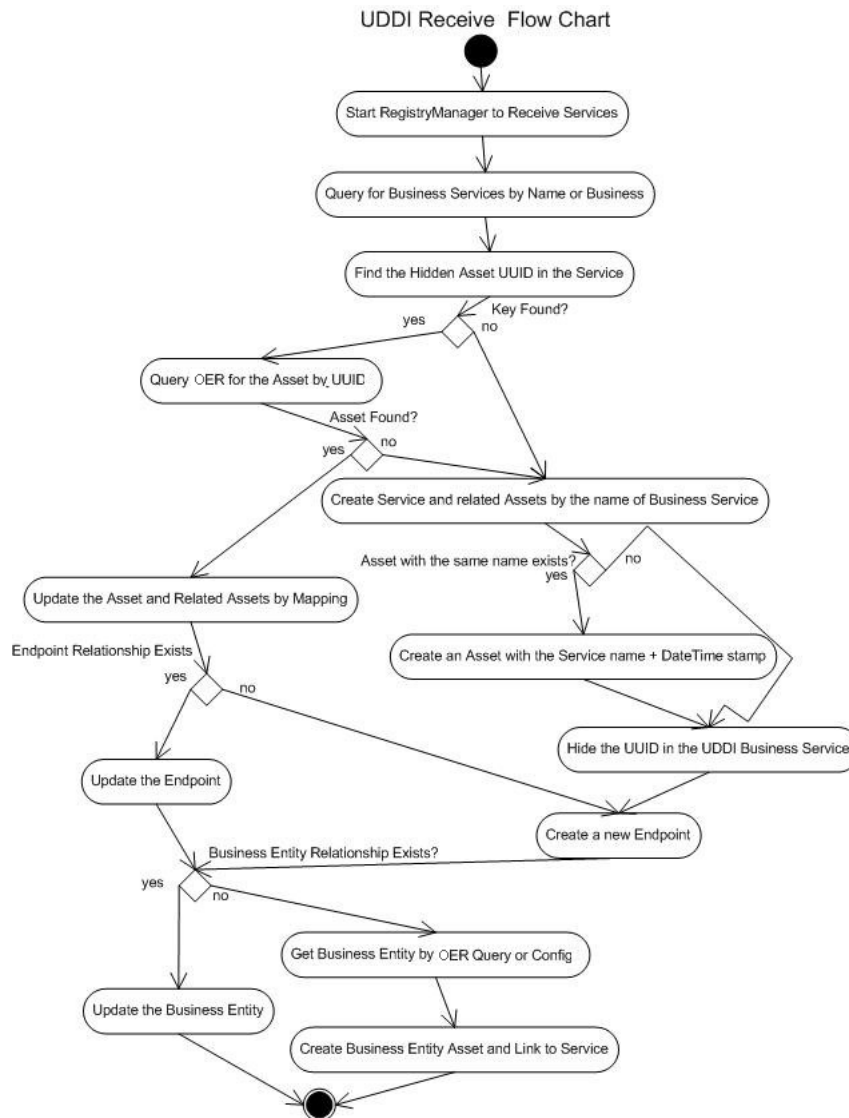 UDDI Receive Flow Chart
Start RegistryManager to Receive Services
Query for Business Services by Name or Business
Find the Hidden Asset UUID in the Service
Key Found?
yes
no
Query OER for the Asset by UUID
Asset Found?
yes
no
Create Service and related Assets by the name of Business Service
Asset with the same name exists?
yes
no
Update the Asset and Related Assets by Mapping
Create an Asset with the Service name + DateTime stamp
Endpoint Relationship Exists
yes
no
Hide the UUID in the UDDI Business Service
Update the Endpoint
Create a new Endpoint
Business Entity Relationship Exists?
yes
no
Get Business Entity by OER Query or Config
Update the Business Entity
Create Business Entity Asset and Link to Service